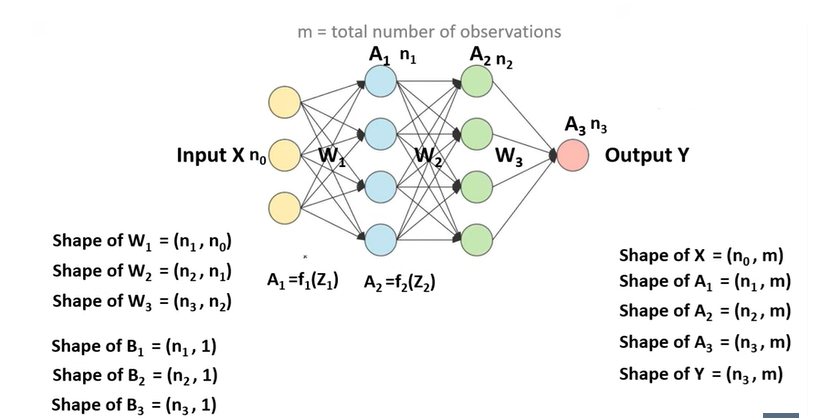 m = total number of observations
A₁ n₁
A₂ n₂
A₃ n₃
Input X n₀
W₁
W₂
W₃
Output Y
Shape of W₁ = (n₁, n₀)
Shape of W₂ = (n₂, n₁)
Shape of W₃ = (n₃, n₂)
A₁ =f₁(Z₁)
A₂=f₂(Z₂)
Shape of B₁ = (n₁, 1)
Shape of B₂ = (n₂, 1)
Shape of B₃ = (n₃, 1)
Shape of X = (n₀, m)
Shape of A₁ = (n₁, m)
Shape of A₂ = (n₂, m)
Shape of A₃ = (n₃, m)
Shape of Y = (n₃, m)